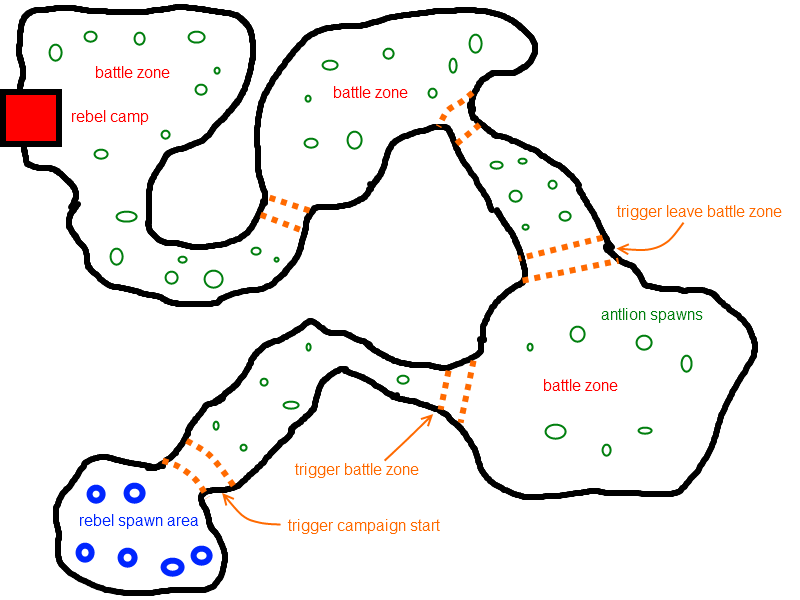 battle zone
rebel camp
battle zone
trigger leave battle zone
antlion spawns
battle zone
trigger battle zone
rebel spawn area
trigger campaign start